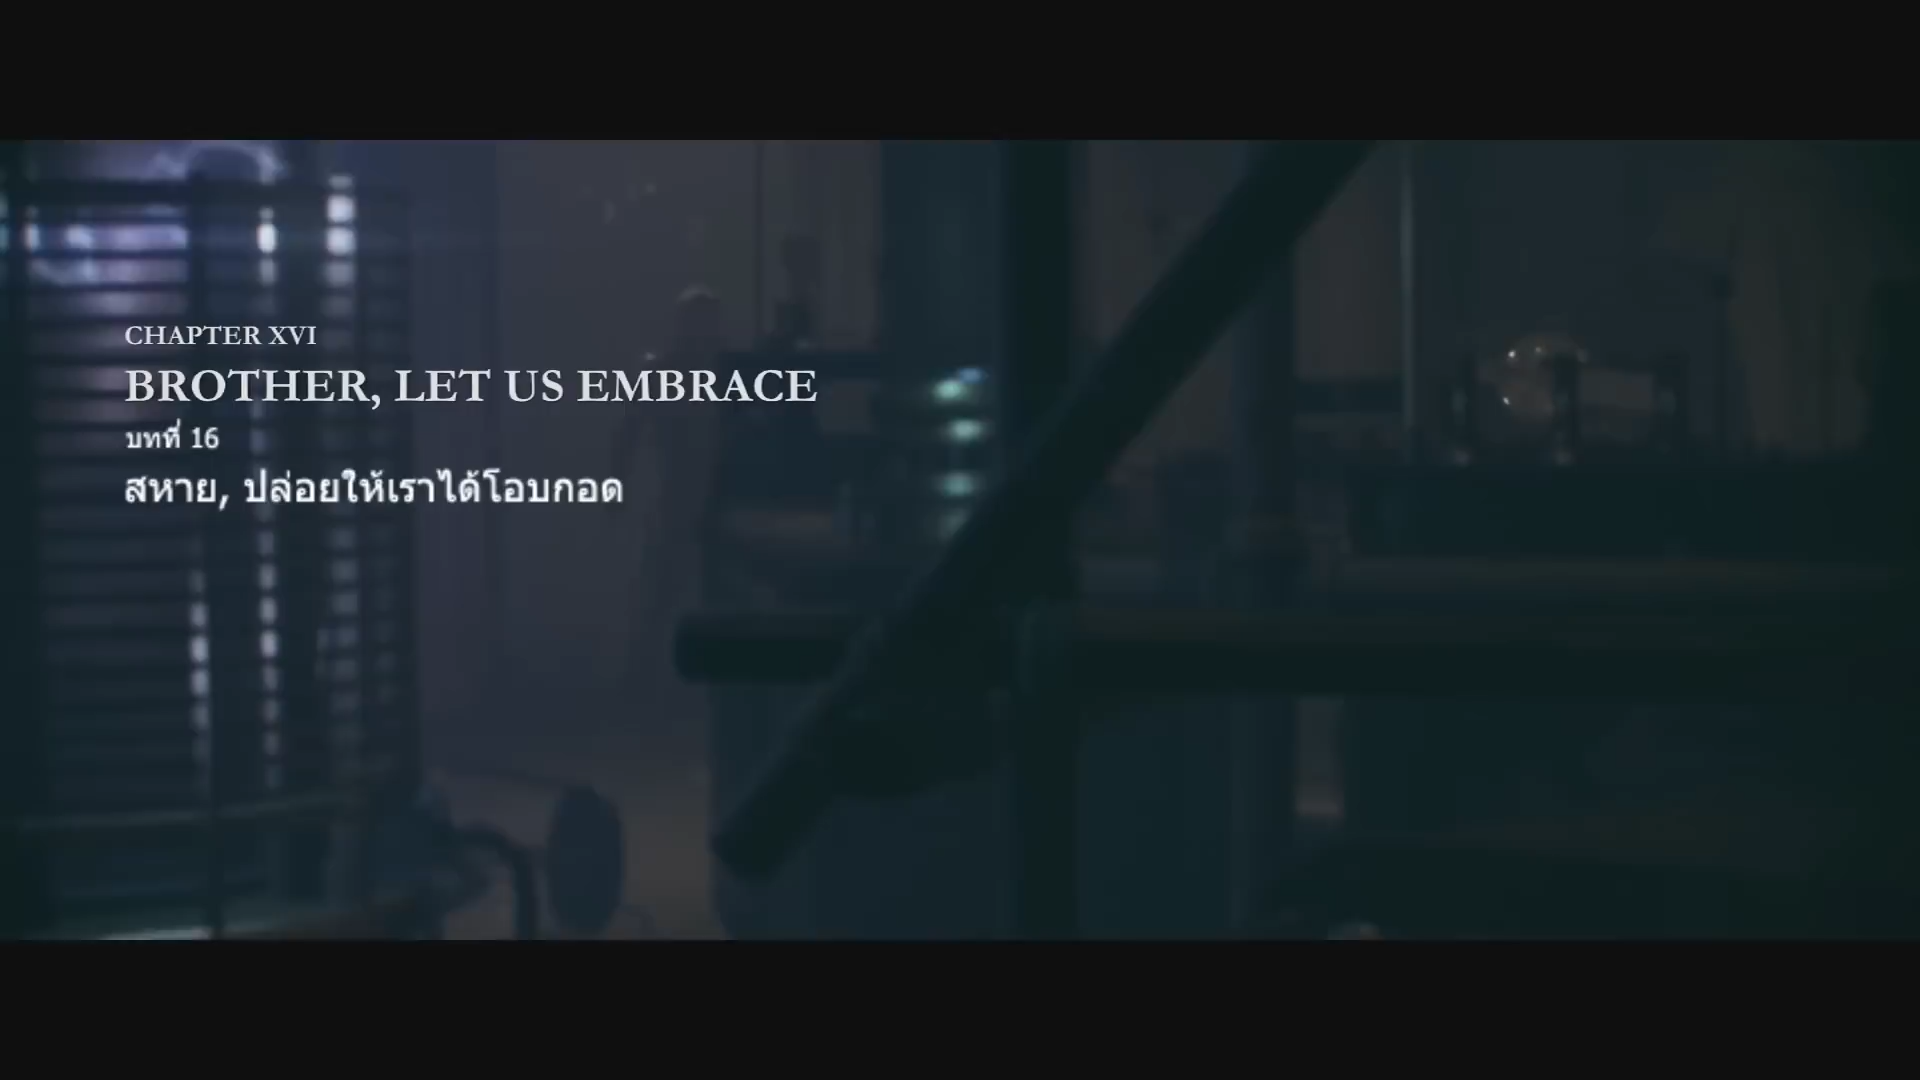 CHAPTER XVI
BROTHER, LET US EMBRACE
บทที่ 16
สหาย, ปล่อยให้เราได้โอบกอด